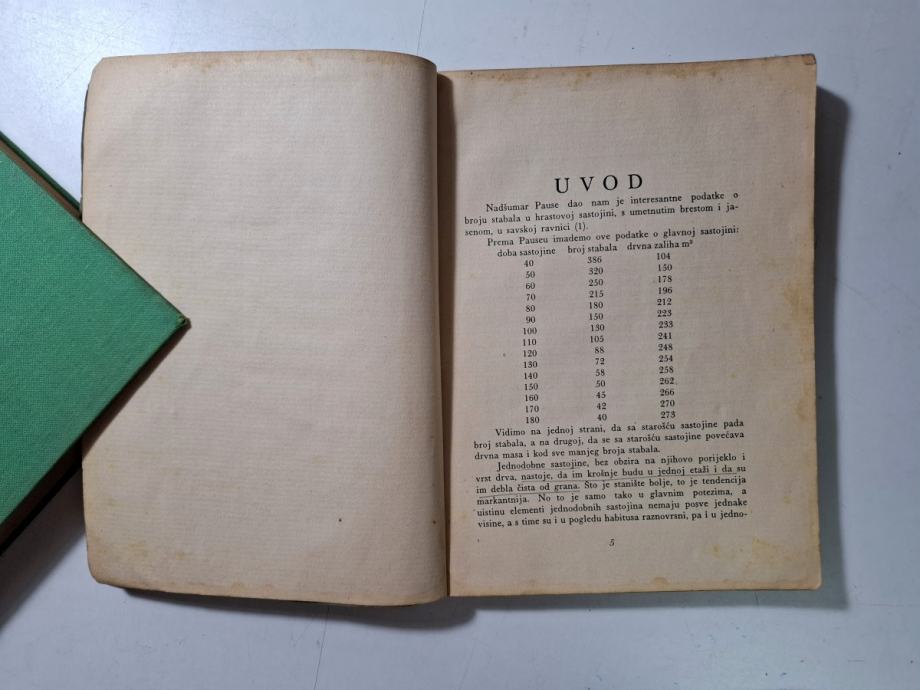 UVOD
Nadšumar Pause dao nam je interesantne podatke o
broju stabala u hrastovoj sastojini, s umetnutim brestom i ja-
senom, u savskoj ravnici (1).
Prema Pauseu imademo ove podatke o glavnoj sastojini:
doba sastojine broj stabala drvna zaliha m³
40 386 104
50 320 150
60 250 178
70 215 196
80 180 212
90 150 223
100 130 233
110 105 241
120 88 248
130 72 254
140 58 258
150 50 262
160 45 266
170 42 270
180 40 273
Vidimo na jednoj strani, da sa starošću sastojine pada
broj stabala, a na drugoj, da se sa starošću sastojine povećava
drvna masa i kod sve manjeg broja stabala.
Jednodobne sastojine, bez obzira na njihovo porijeklo i
vrst drva, nastoje, da im krošnje budu u jednoj etaži i da su
im debla čista od grana. Što je stanište bolje, to je tendencija
markantnija. No to je samo tako u glavnim potezima, a
uistinu elementi jednodobnih sastojina nemaju posve jednake
visine, a s time su i u pogledu habitusa raznovrsni, pa i u jedno-
5